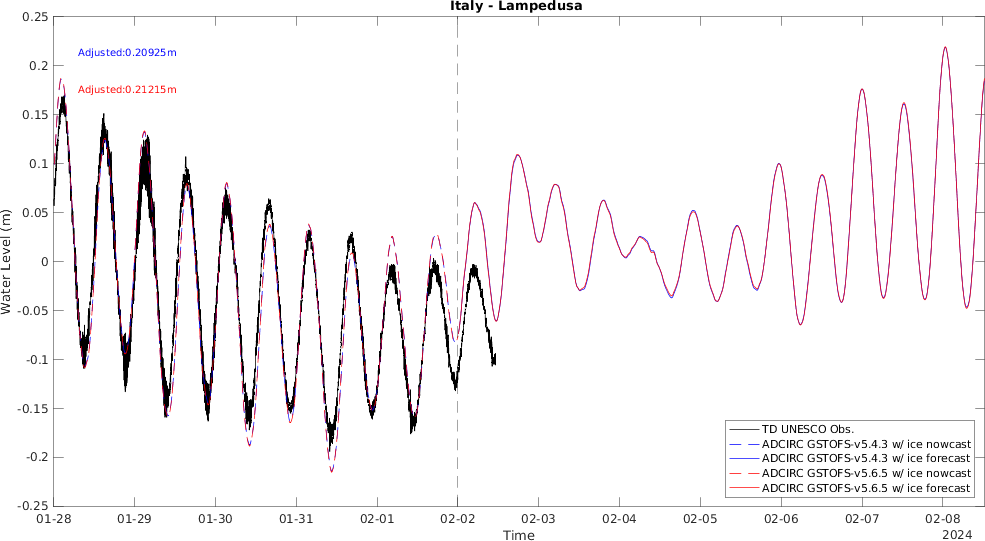 Italy - Lampedusa
Adjusted:0.20925m
Adjusted:0.21215m
0.25
0.2
0.15
0.1
0.05
0
-0.05
-0.1
-0.15
-0.2
-0.25
Water Level (m)
TD UNESCO Obs.
ADCIRC GSTOFS-v5.4.3 w/ ice nowcast
ADCIRC GSTOFS-v5.4.3 w/ ice forecast
ADCIRC GSTOFS-v5.6.5 w/ ice nowcast
ADCIRC GSTOFS-v5.6.5 w/ ice forecast
01-28 01-29 01-30 01-31 02-01 02-02 02-03 02-04 02-05 02-06 02-07 02-08
Time
2024